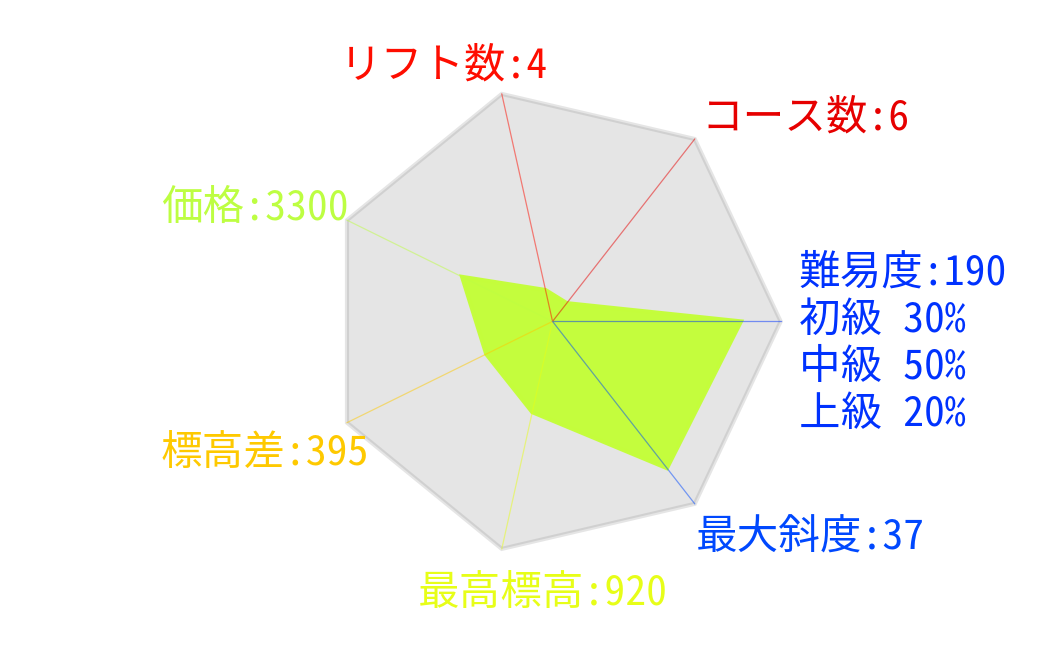 リフト数:4
コース数:6
価格:3300
難易度:190
初級 30%
中級 50%
上級 20%
標高差:395
最大斜度:37
最高標高:920